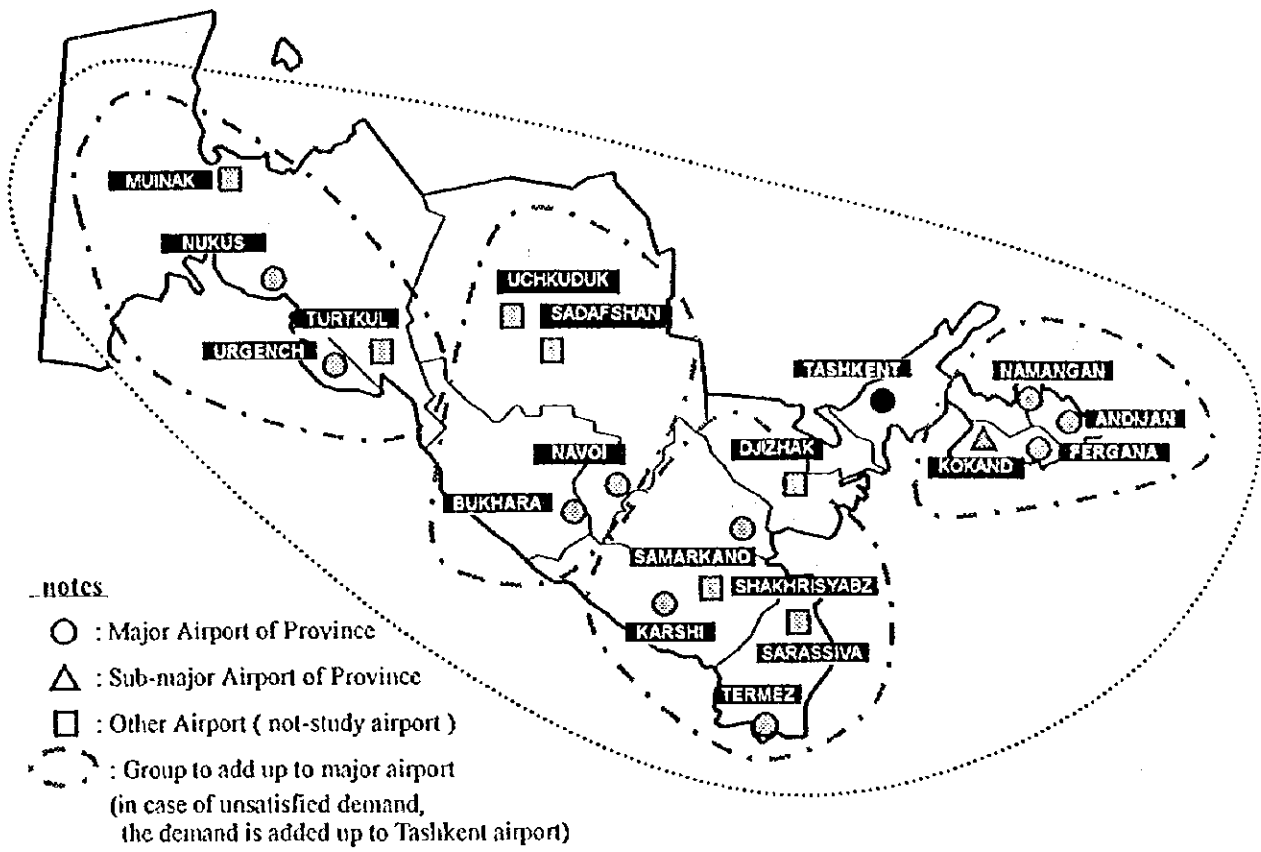 MUINAK
NUKUS
UCHKUDUK
TURTKUL
SADAFSHAN
URGENCH
TASHKENT
NAMANGAN
ANDIJAN
NAVOI
DJIZHAK
KOKAND
FERGANA
BUKHARA
SAMARKAND
SHAKHRISYABZ
KARSHI
SARASSIVA
TERMEZ
notes
: Major Airport of Province
: Sub-major Airport of Province
: Other Airport ( not-study airport )
: Group to add up to major airport
(in case of unsatisfied demand,
the demand is added up to Tashkent airport)